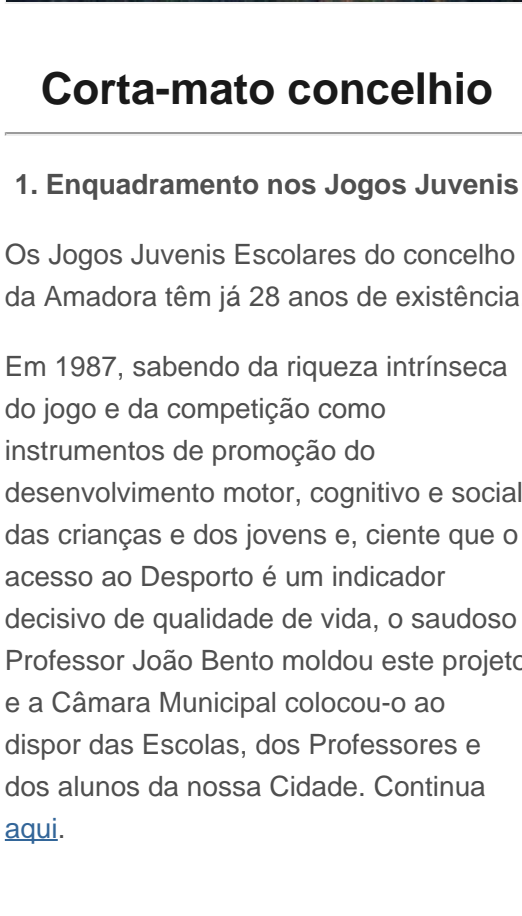 Corta-mato concelhio
1. Enquadramento nos Jogos Juvenis
Os Jogos Juvenis Escolares do concelho
da Amadora têm já 28 anos de existência
Em 1987, sabendo da riqueza intrínseca
do jogo e da competição como
instrumentos de promoção do
desenvolvimento motor, cognitivo e social
das crianças e dos jovens e, ciente que o
acesso ao Desporto é um indicador
decisivo de qualidade de vida, o saudoso
Professor João Bento moldou este projeto
e a Câmara Municipal colocou-o ao
dispor das Escolas, dos Professores e
dos alunos da nossa Cidade. Continua
aqui.